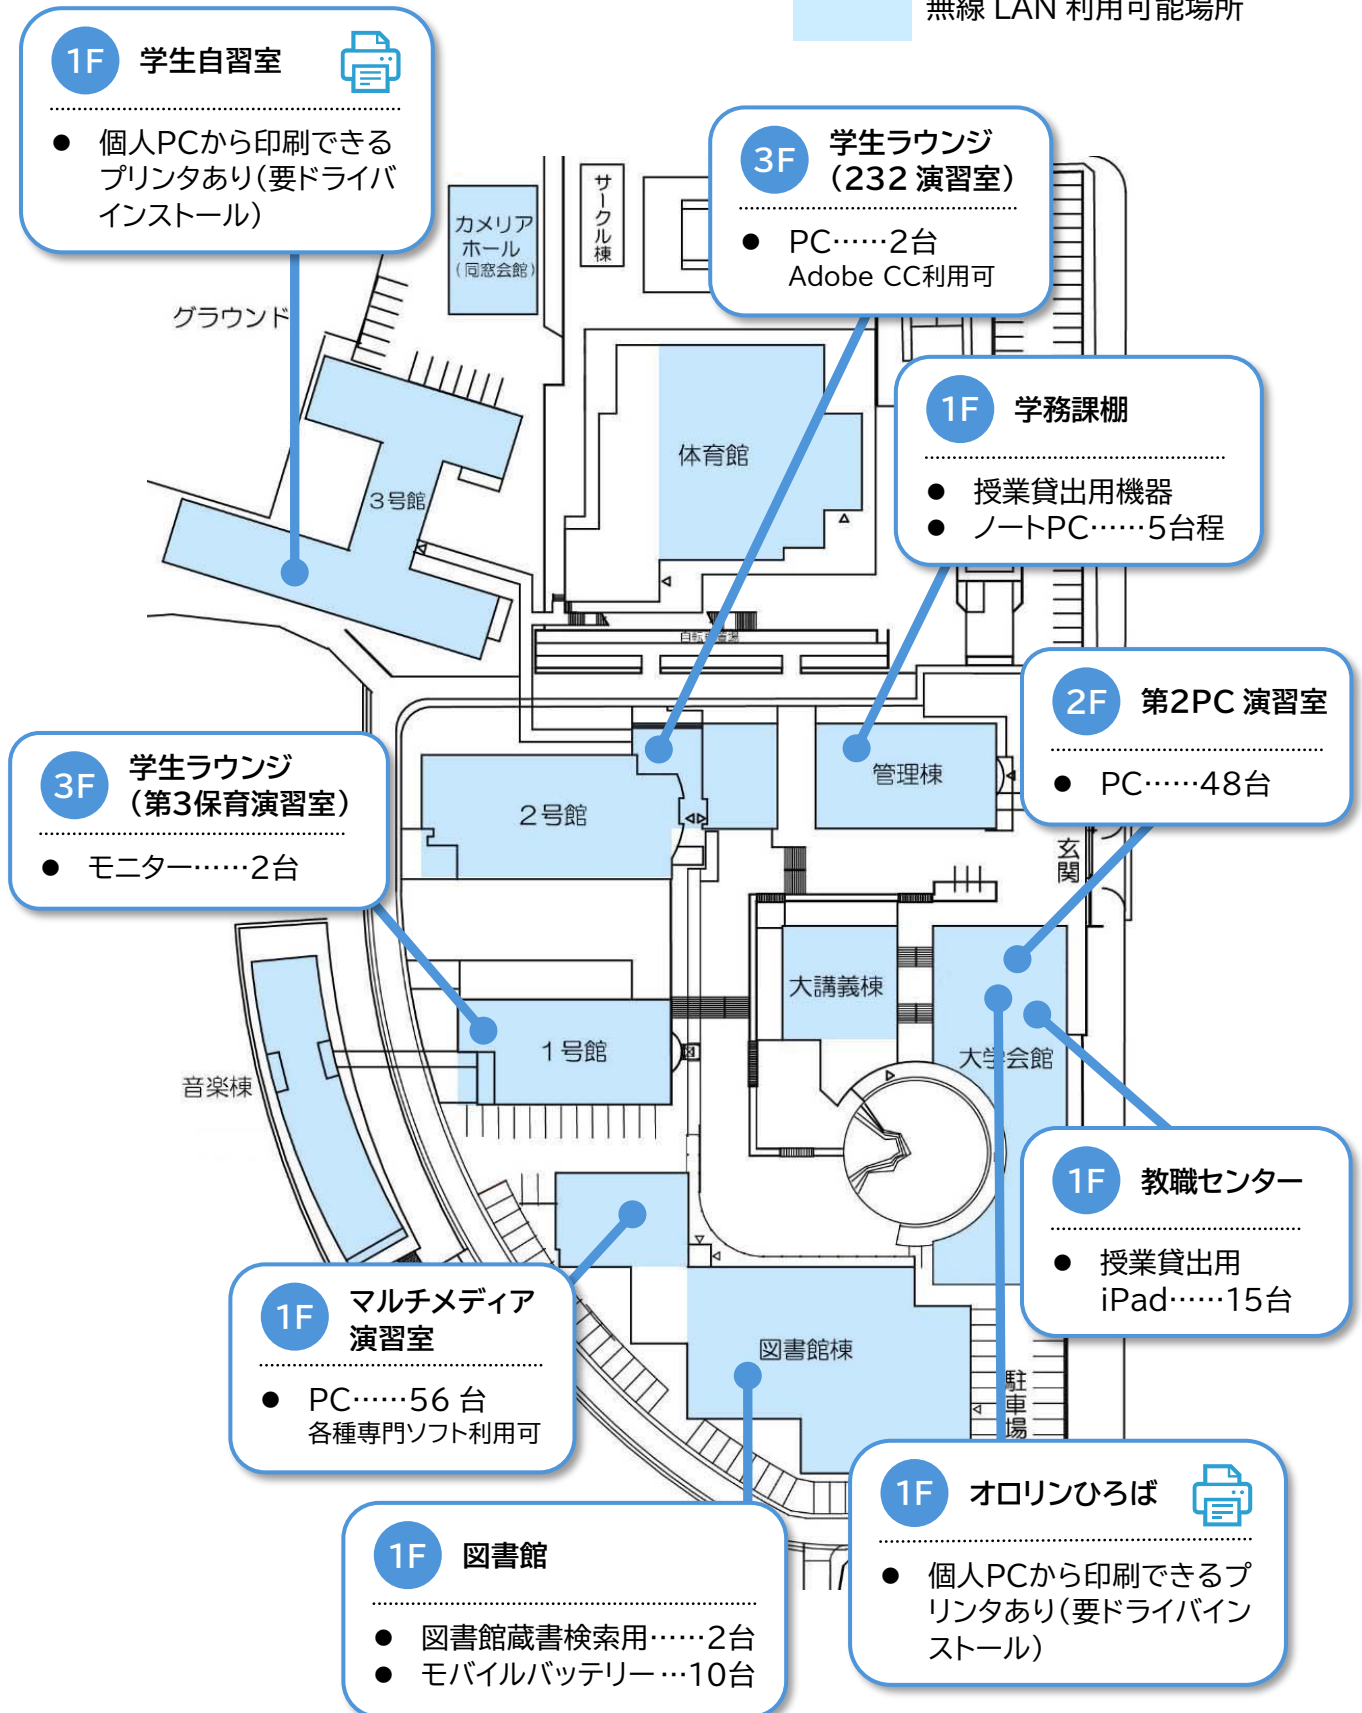 無線 LAN 利用可能場所
1F 学生自習室
● 個人PCから印刷できる
プリンタあり(要ドライバ
インストール)
3F 学生ラウンジ
(232 演習室)
● PC……2台
Adobe CC利用可
サークル棟
カメリア
ホール
(同窓会館)
グラウンド
1F 学務課棚
● 授業貸出用機器
● ノートPC……5台程
体育館
3号館
自転車置場
2F 第2PC 演習室
● PC……48台
3F 学生ラウンジ
(第3保育演習室)
● モニター……2台
管理棟
2号館
玄関
大講義棟
1号館
大学会館
音楽棟
1F 教職センター
● 授業貸出用
iPad……15台
1F マルチメディア
演習室
● PC……56 台
各種専門ソフト利用可
図書館棟
駐車場
1F オロリンひろば
● 個人PCから印刷できるプ
リンタあり(要ドライバイン
ストール)
1F 図書館
● 図書館蔵書検索用……2台
● モバイルバッテリー…10台